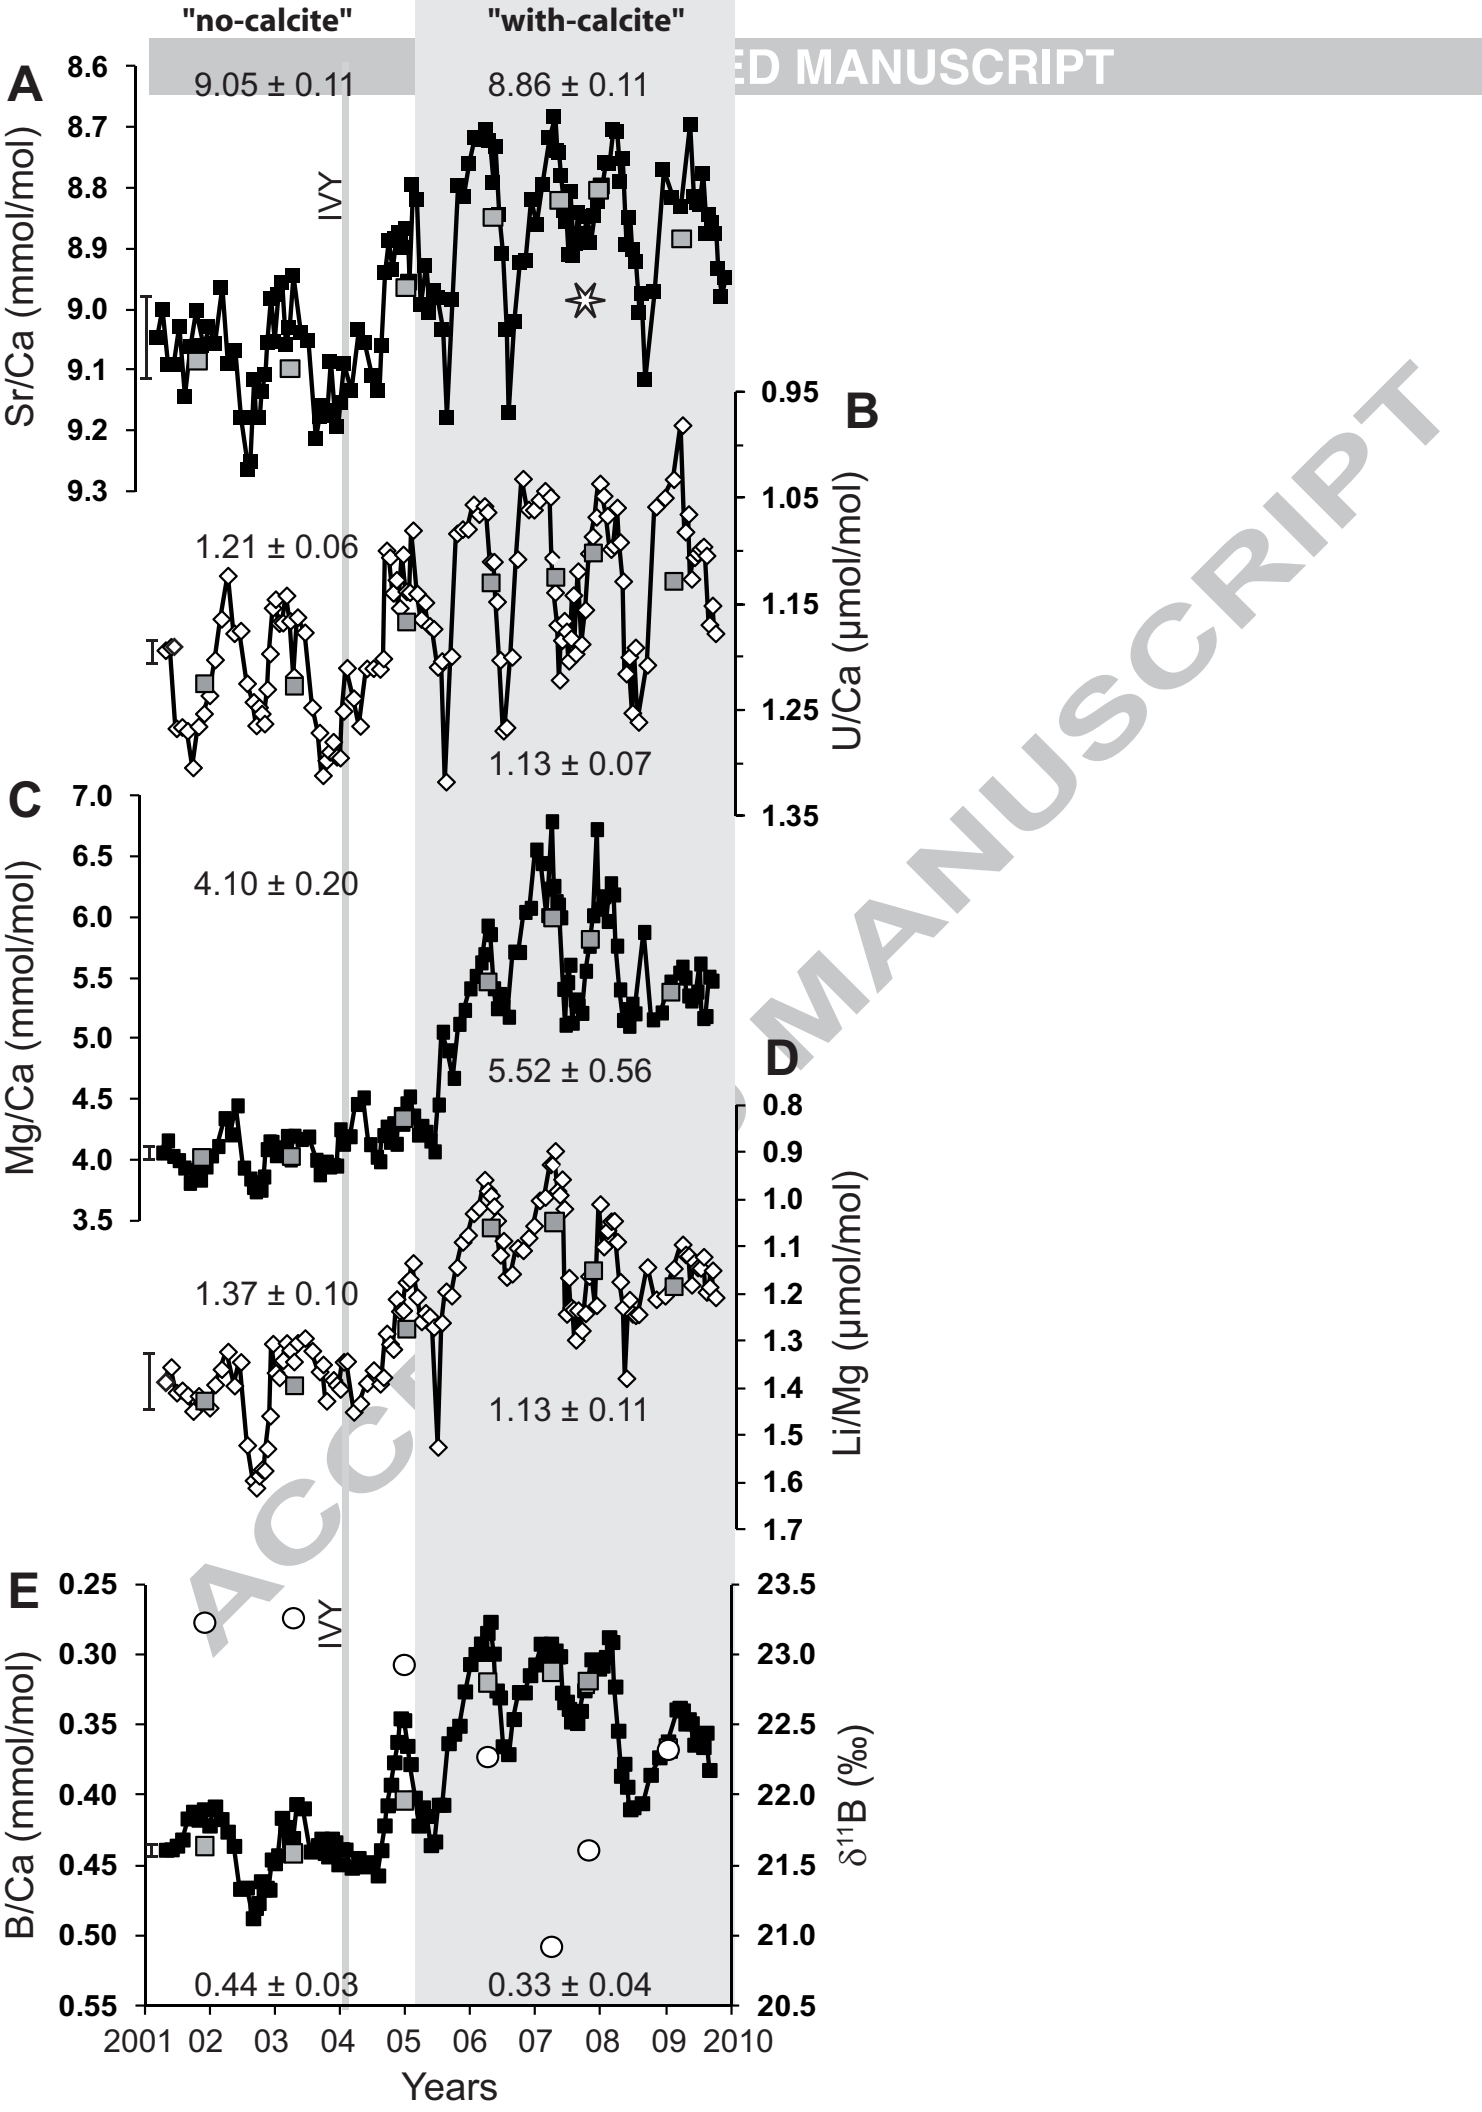 "no-calcite" "with-calcite"
ED MANUSCRIPT
A
8.6
8.7
8.8
8.9
9.0
9.1
9.2
9.3
Sr/Ca (mmol/mol)
9.05 ± 0.11
8.86 ± 0.11
IVY
B
0.95
1.05
1.15
1.25
1.35
U/Ca (µmol/mol)
1.21 ± 0.06
1.13 ± 0.07
C
7.0
6.5
6.0
5.5
5.0
4.5
4.0
3.5
Mg/Ca (mmol/mol)
4.10 ± 0.20
5.52 ± 0.56
D
0.8
0.9
1.0
1.1
1.2
1.3
1.4
1.5
1.6
1.7
Li/Mg (µmol/mol)
1.37 ± 0.10
1.13 ± 0.11
E
0.25
0.30
0.35
0.40
0.45
0.50
0.55
B/Ca (mmol/mol)
IVY
0.44 ± 0.03
0.33 ± 0.04
23.5
23.0
22.5
22.0
21.5
21.0
20.5
δ¹¹B (‰)
2001 02 03 04 05 06 07 08 09 2010
Years
MANUSCRIPT